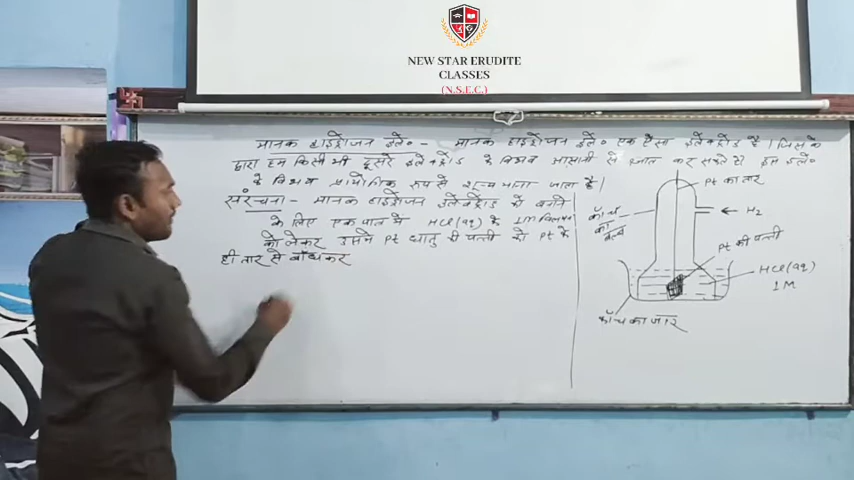 NEW STAR ERUDITE
CLASSES
(N.S.E.C.)
मानक हाइड्रोजन इले० - मानक हाइड्रोजन इले० एक ऐसा इलेक्ट्रोड है। जिसके
द्वारा हम किसी भी दूसरे इलेक्ट्रोड के विभव आसानी से ज्ञात कर सकते है इस इले०
के विभव प्रायोगिक रूप से शून्य माना जाता है।
संरचना - मानक हाइड्रोजन इलेक्ट्रोड को बनाने
के लिए एक पात्र में HCl(aq) के 1M विलयन
को लेकर उसमें Pt धातु की पत्ती को Pt के
ही तार से बाँधकर
Pt का तार
काँच
का
H₂
Pt की पत्ती
HCl(aq)
1M
काँच का जार